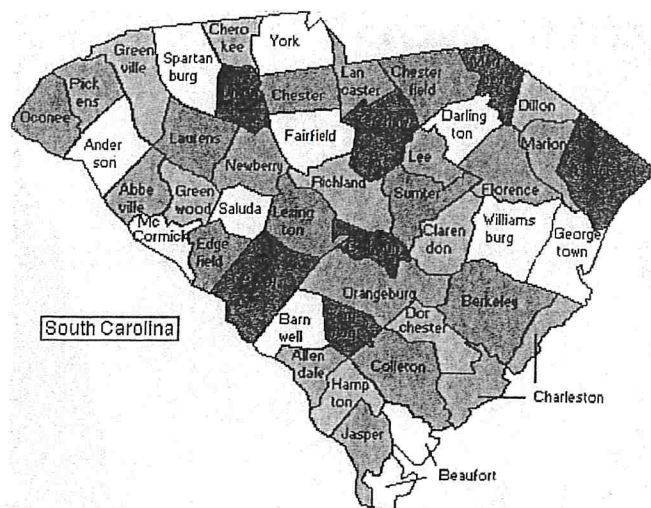 Chero
kee
York
Green
ville
Spartan
burg
Pick
ens
Oconee
Lan
caster
Chester
field
Chester
Dillon
Darling
ton
Marion
Ander
son
Laurens
Fairfield
Newberry
Lee
Abbe
ville
Green
wood
Richland
Sumter
Florence
Mc
Cormick
Saluda
Lexing
ton
Claren
don
Williams
burg
George
town
Edge
field
Orangeburg
Berkeley
South Carolina
Barn
well
Dor
chester
Allen
dale
Colleton
Hamp
ton
Charleston
Jasper
Beaufort